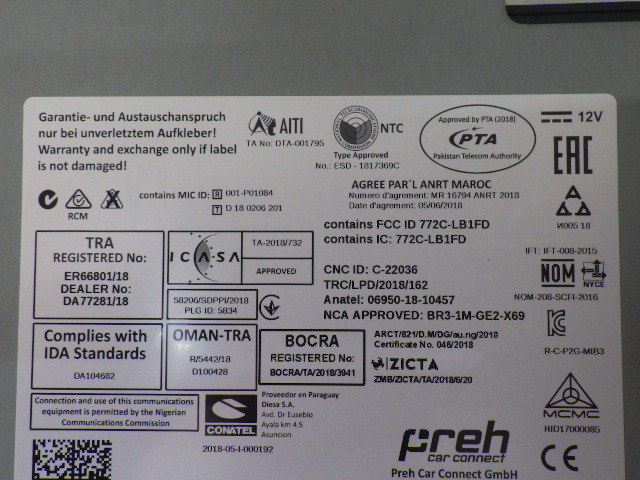 Garantie- und Austauschanspruch
nur bei unverletztem Aufkleber!
Warranty and exchange only if label
is not damaged!
AITI
TA No: DTA-001795
NTC
Type Approved
No.: ESD - 1817369C
Approved by PTA (2018)
PTA
Pakistan Telecom Authority
12V
EAC
RCM
contains MIC ID: R 001-P01084
T D 18 0206 201
AGREE PAR´L ANRT MAROC
Numero d'agrement: MR 16794 ANRT 2018
Date d'agrement: 05/06/2018
И005 18
contains FCC ID 772C-LB1FD
contains IC: 772C-LB1FD
IFT: IFT-008-2015
TRA
REGISTERED No:
ER66801/18
DEALER No:
DA77281/18
ICASA
TA-2018/732
APPROVED
58206/SDPPI/2018
PLG ID: 5834
CNC ID: C-22036
TRC/LPD/2018/162
Anatel: 06950-18-10457
NCA APPROVED: BR3-1M-GE2-X69
NOM
NYCE
NOM-208-SCFI-2016
Complies with
IDA Standards
DA104682
OMAN-TRA
R/5442/18
D100428
BOCRA
REGISTERED No:
BOCRA/TA/2018/3941
ARCT/821/D.M/DG/au.ng/2018
Certificate No: 046/2018
ZICTA
ZMB/ZICTA/TA/2018/6/20
R-C-P2G-MIB3
Connection and use of this communications
equipment is permitted by the Nigerian
Communications Commission
CONATEL
Proveedor en Paraguay
Diesa S.A.
Avd. Dr Eusebio
Ayala km 4.5
Asuncion
2018-05-I-000192
preh
car connect
Preh Car Connect GmbH
MCMC
HID17000085
CE